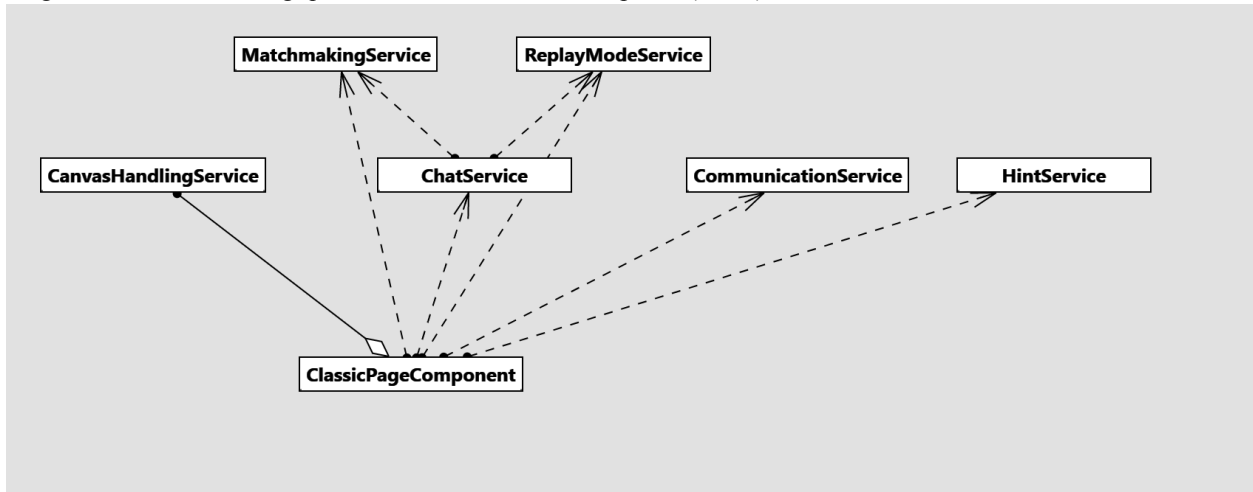 MatchmakingService
ReplayModeService
CanvasHandlingService
ChatService
CommunicationService
HintService
ClassicPageComponent